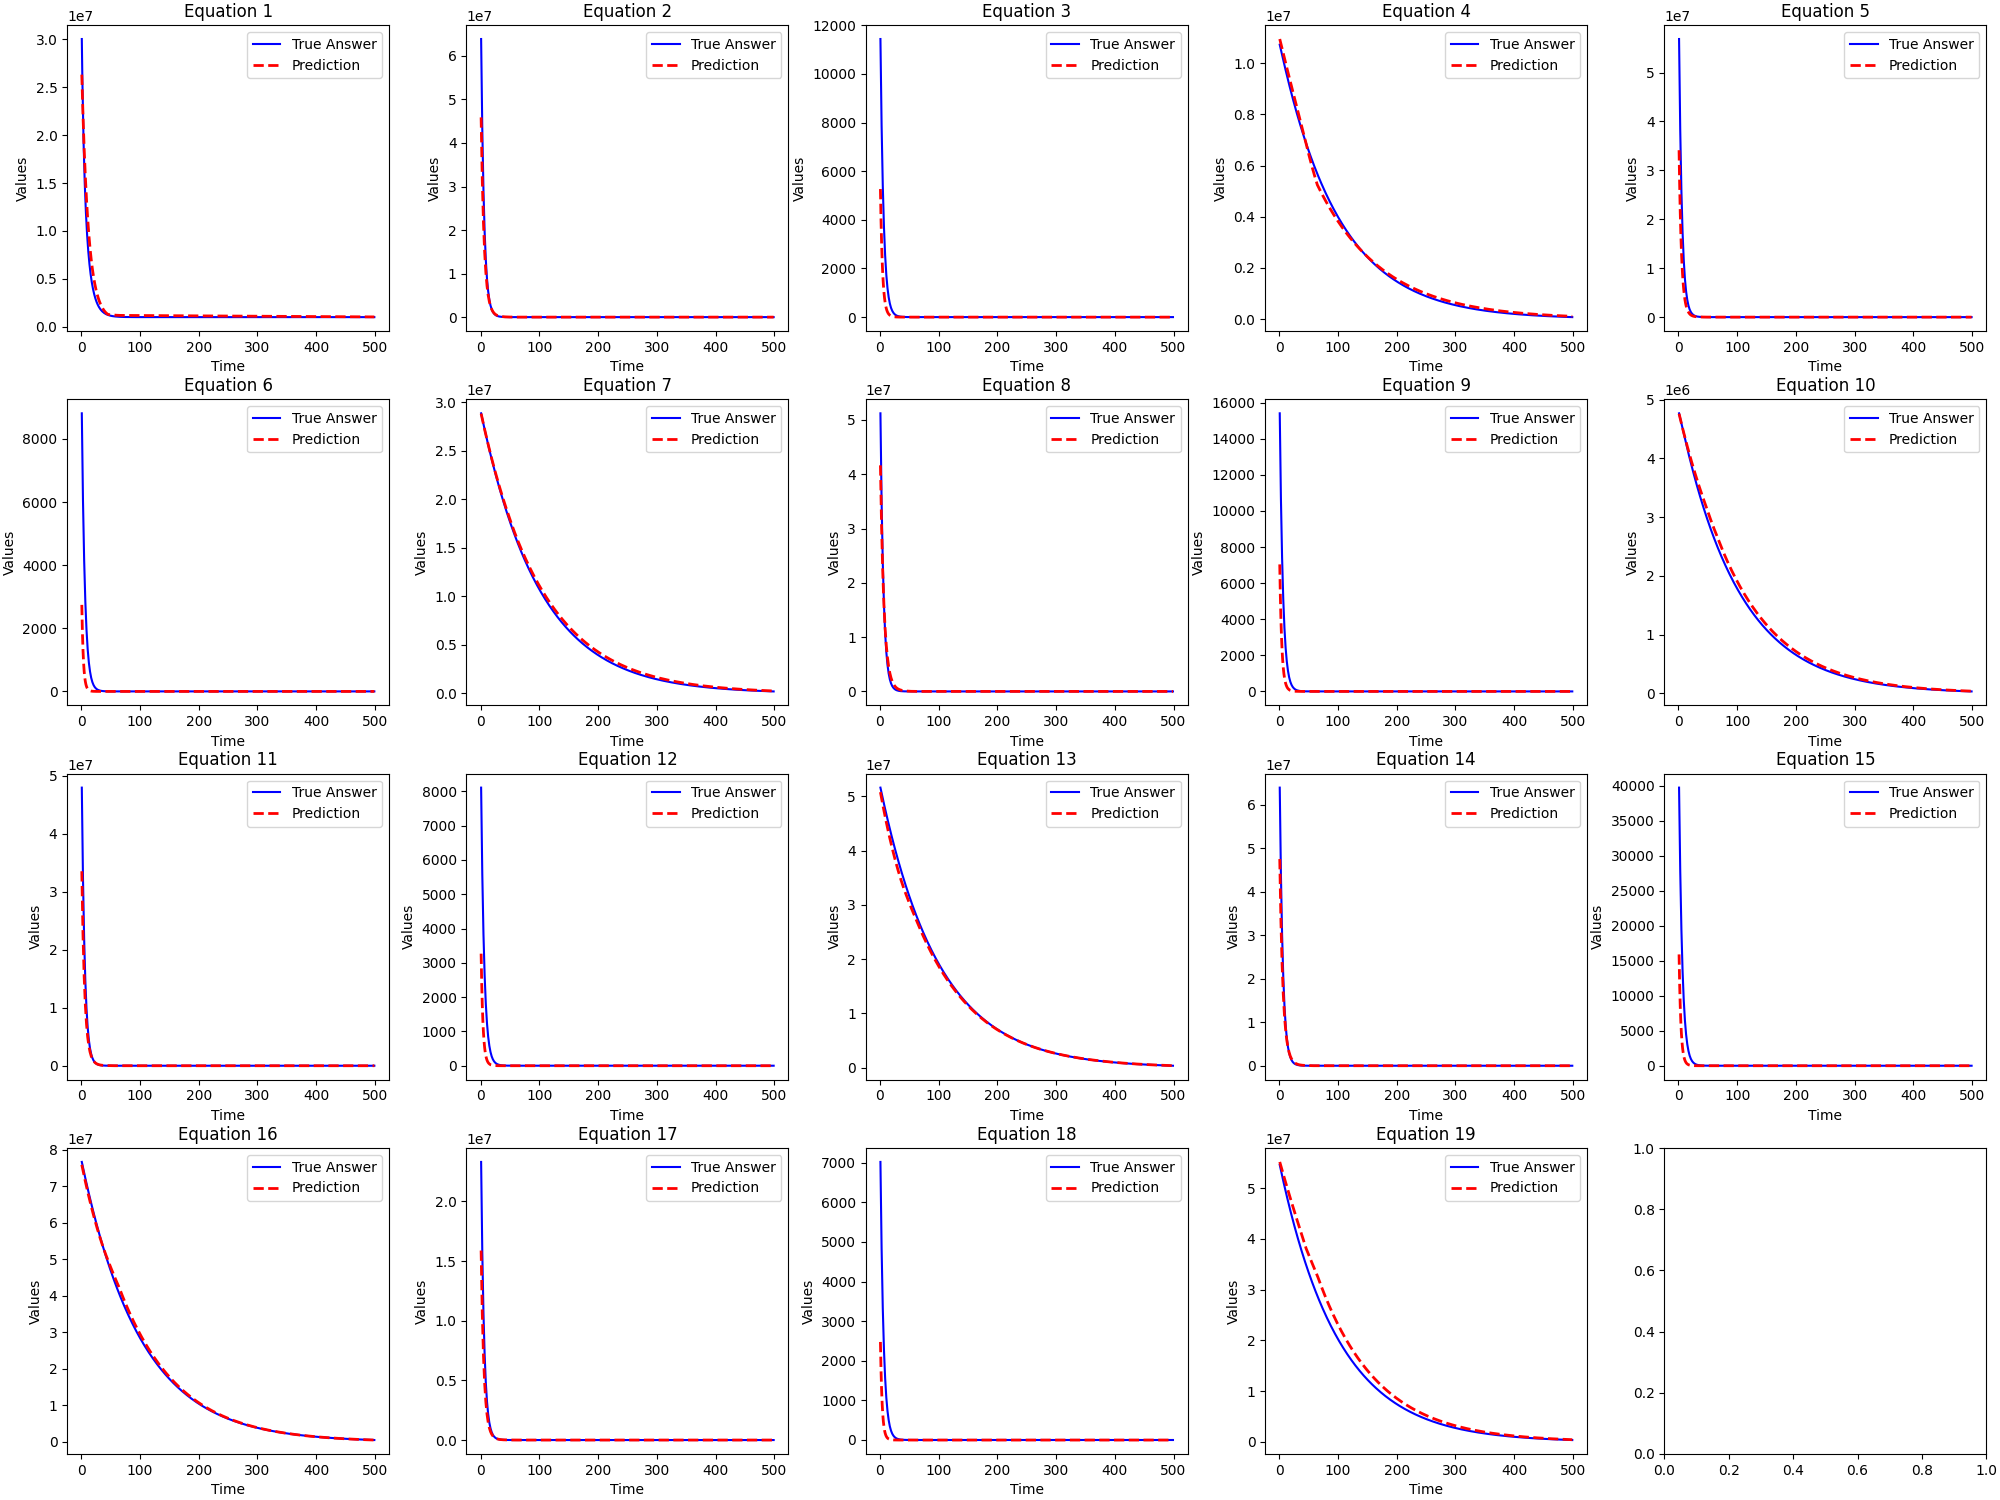 Equation 1
1e7
True Answer
Prediction
3.0
2.5
2.0
1.5
1.0
0.5
0.0
Values
0 100 200 300 400 500
Time
Equation 2
1e7
True Answer
Prediction
6
5
4
3
2
1
0
Values
0 100 200 300 400 500
Time
Equation 3
True Answer
Prediction
12000
10000
8000
6000
4000
2000
0
Values
0 100 200 300 400 500
Time
Equation 4
1e7
True Answer
Prediction
1.0
0.8
0.6
0.4
0.2
0.0
Values
0 100 200 300 400 500
Time
Equation 5
1e7
True Answer
Prediction
5
4
3
2
1
0
Values
0 100 200 300 400 500
Time
Equation 6
True Answer
Prediction
8000
6000
4000
2000
0
Values
0 100 200 300 400 500
Time
Equation 7
1e7
True Answer
Prediction
3.0
2.5
2.0
1.5
1.0
0.5
0.0
Values
0 100 200 300 400 500
Time
Equation 8
1e7
True Answer
Prediction
5
4
3
2
1
0
Values
0 100 200 300 400 500
Time
Equation 9
True Answer
Prediction
16000
14000
12000
10000
8000
6000
4000
2000
0
Values
0 100 200 300 400 500
Time
Equation 10
1e6
True Answer
Prediction
5
4
3
2
1
0
Values
0 100 200 300 400 500
Time
Equation 11
1e7
True Answer
Prediction
5
4
3
2
1
0
Values
0 100 200 300 400 500
Time
Equation 12
True Answer
Prediction
8000
7000
6000
5000
4000
3000
2000
1000
0
Values
0 100 200 300 400 500
Time
Equation 13
1e7
True Answer
Prediction
5
4
3
2
1
0
Values
0 100 200 300 400 500
Time
Equation 14
1e7
True Answer
Prediction
6
5
4
3
2
1
0
Values
0 100 200 300 400 500
Time
Equation 15
True Answer
Prediction
40000
35000
30000
25000
20000
15000
10000
5000
0
Values
0 100 200 300 400 500
Time
Equation 16
1e7
True Answer
Prediction
8
7
6
5
4
3
2
1
0
Values
0 100 200 300 400 500
Time
Equation 17
1e7
True Answer
Prediction
2.0
1.5
1.0
0.5
0.0
Values
0 100 200 300 400 500
Time
Equation 18
True Answer
Prediction
7000
6000
5000
4000
3000
2000
1000
0
Values
0 100 200 300 400 500
Time
Equation 19
1e7
True Answer
Prediction
5
4
3
2
1
0
Values
0 100 200 300 400 500
Time
1.0
0.8
0.6
0.4
0.2
0.0
0.0 0.2 0.4 0.6 0.8 1.0